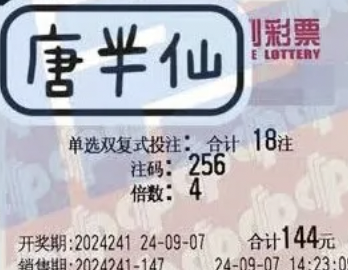 唐半仙
彩票
E LOTTERY
单选双复式投注: 合计 18注
注码: 256
倍数: 4
开奖期:2024241 24-09-07 合计144元
销售期:2024241-147 24-09-07 14:23:05